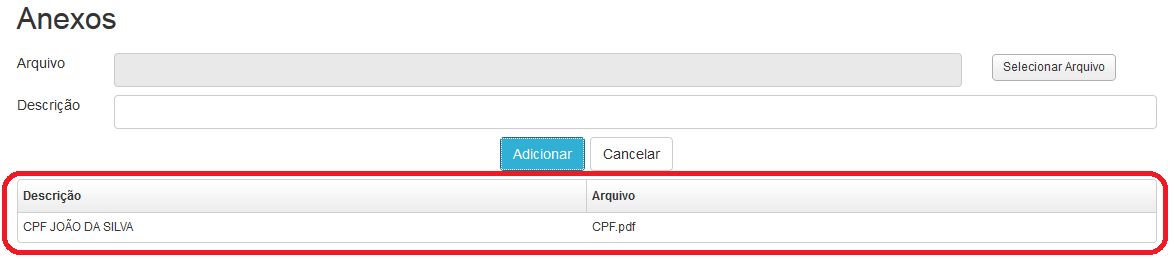 Anexos
Arquivo
Selecionar Arquivo
Descrição
Adicionar Cancelar
Descrição Arquivo
CPF JOÃO DA SILVA CPF.pdf